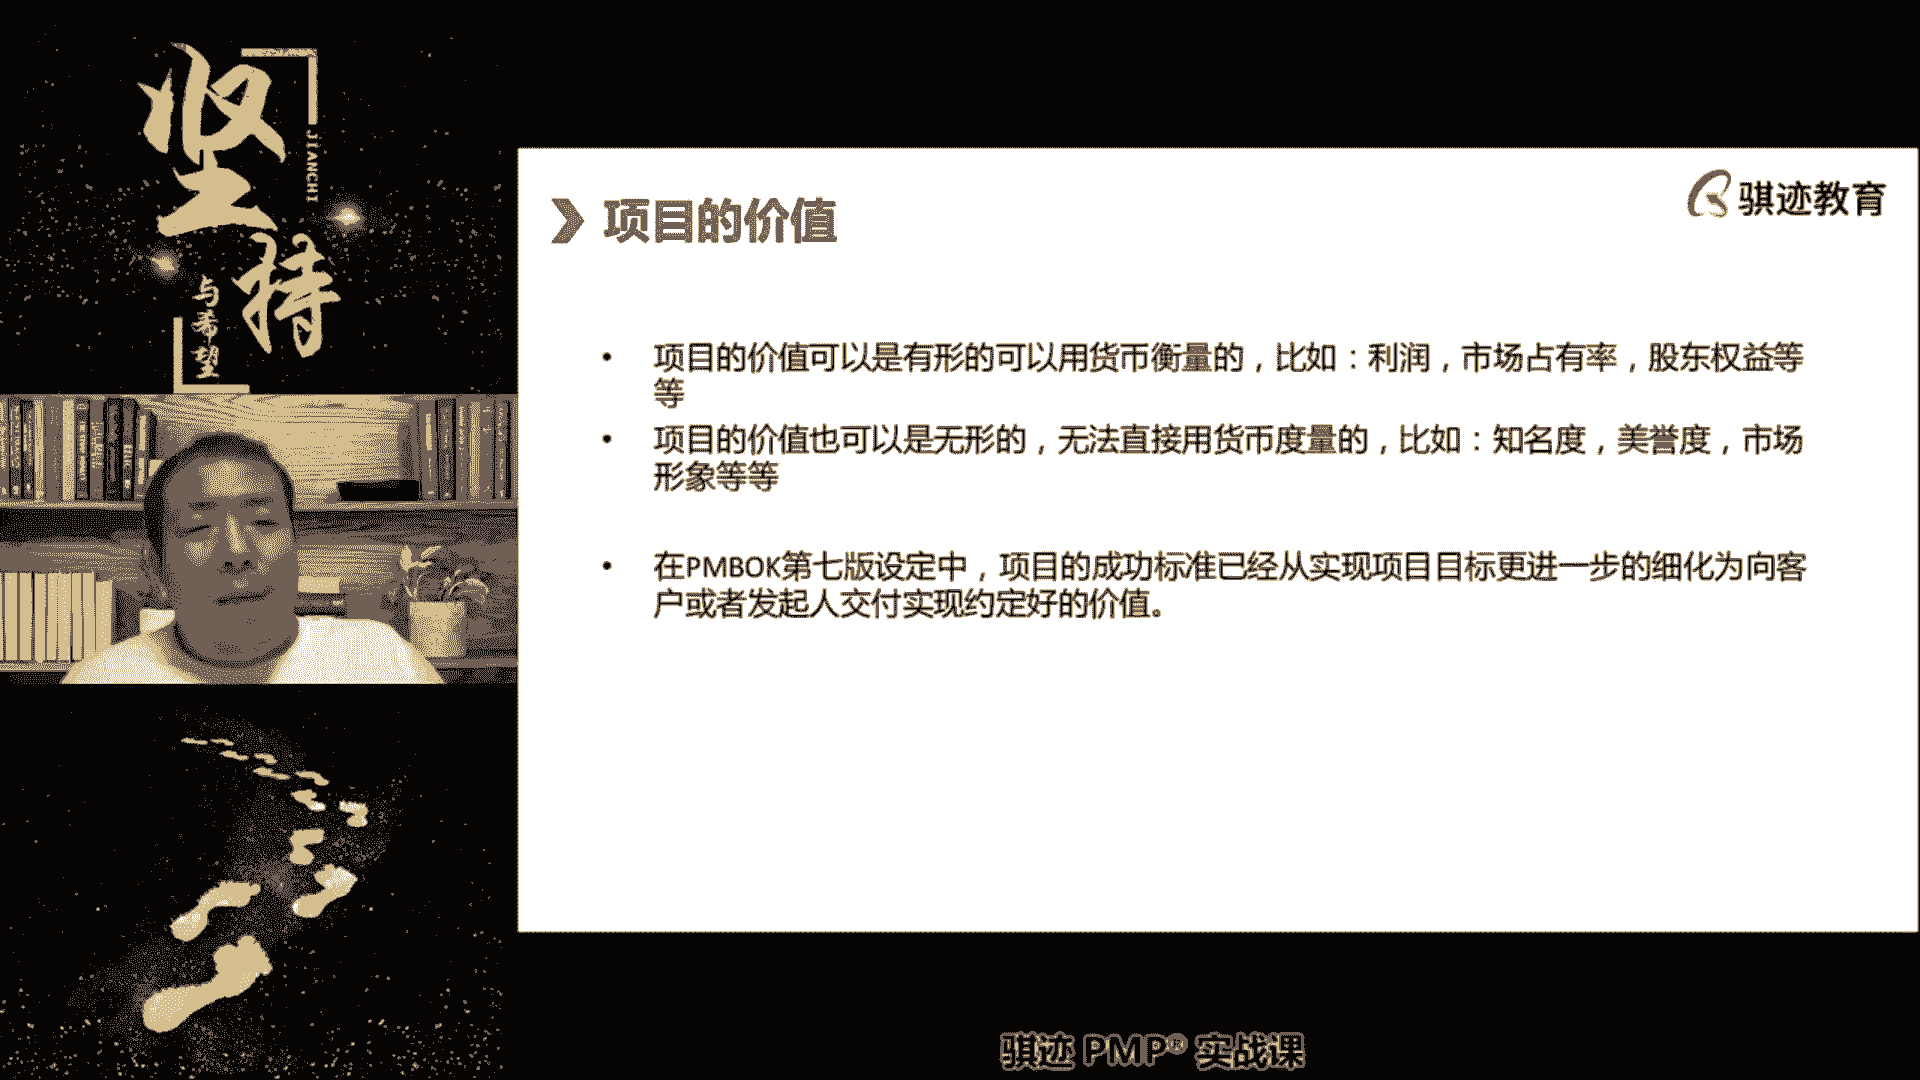 坚持
JIANCHI
与希望
骐迹教育
项目的价值
• 项目的价值可以是有形的可以用货币衡量的，比如：利润，市场占有率，股东权益等
等
• 项目的价值也可以是无形的，无法直接用货币度量的，比如：知名度，美誉度，市场
形象等等
• 在PMBOK第七版设定中，项目的成功标准已经从实现项目目标更进一步的细化为向客
户或者发起人交付实现约定好的价值。
骐迹 PMP® 实战课